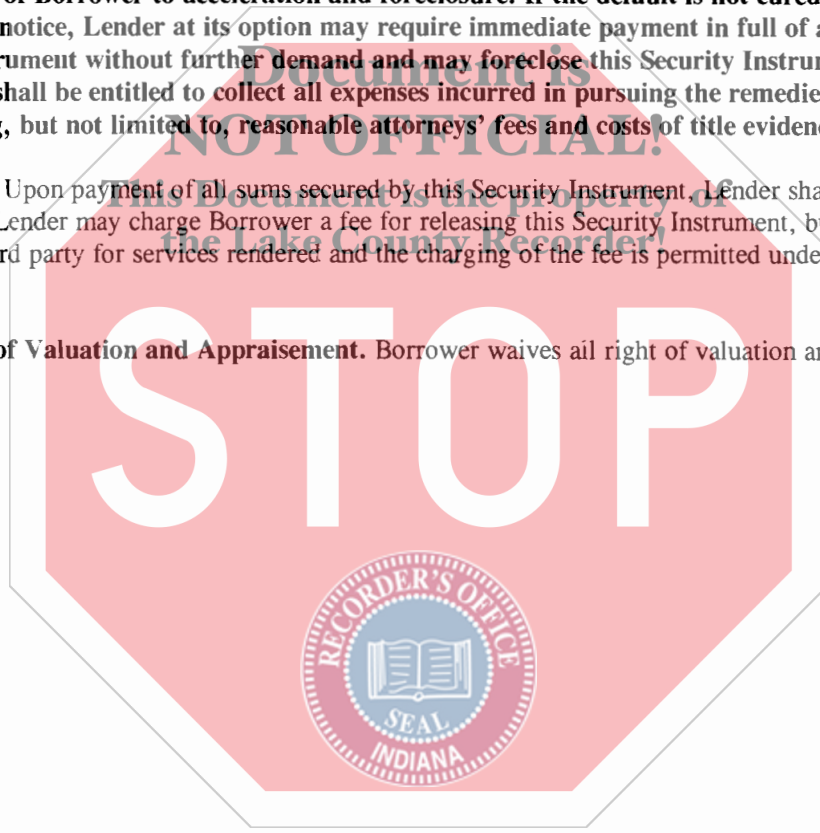 of Borrower to acceleration and foreclosure. If the default is not cured
notice, Lender at its option may require immediate payment in full of a
rument without further demand and may foreclose this Security Instrum
shall be entitled to collect all expenses incurred in pursuing the remedie
, but not limited to, reasonable attorneys' fees and costs of title evidenc
Document is
NOT OFFICIAL!
This Document is the property of
the Lake County Recorder!
Upon payment of all sums secured by this Security Instrument, Lender sha
Lender may charge Borrower a fee for releasing this Security Instrument, bu
rd party for services rendered and the charging of the fee is permitted unde
of Valuation and Appraisement. Borrower waives all right of valuation an
STOP
RECORDER'S OFFICE
SEAL
INDIANA